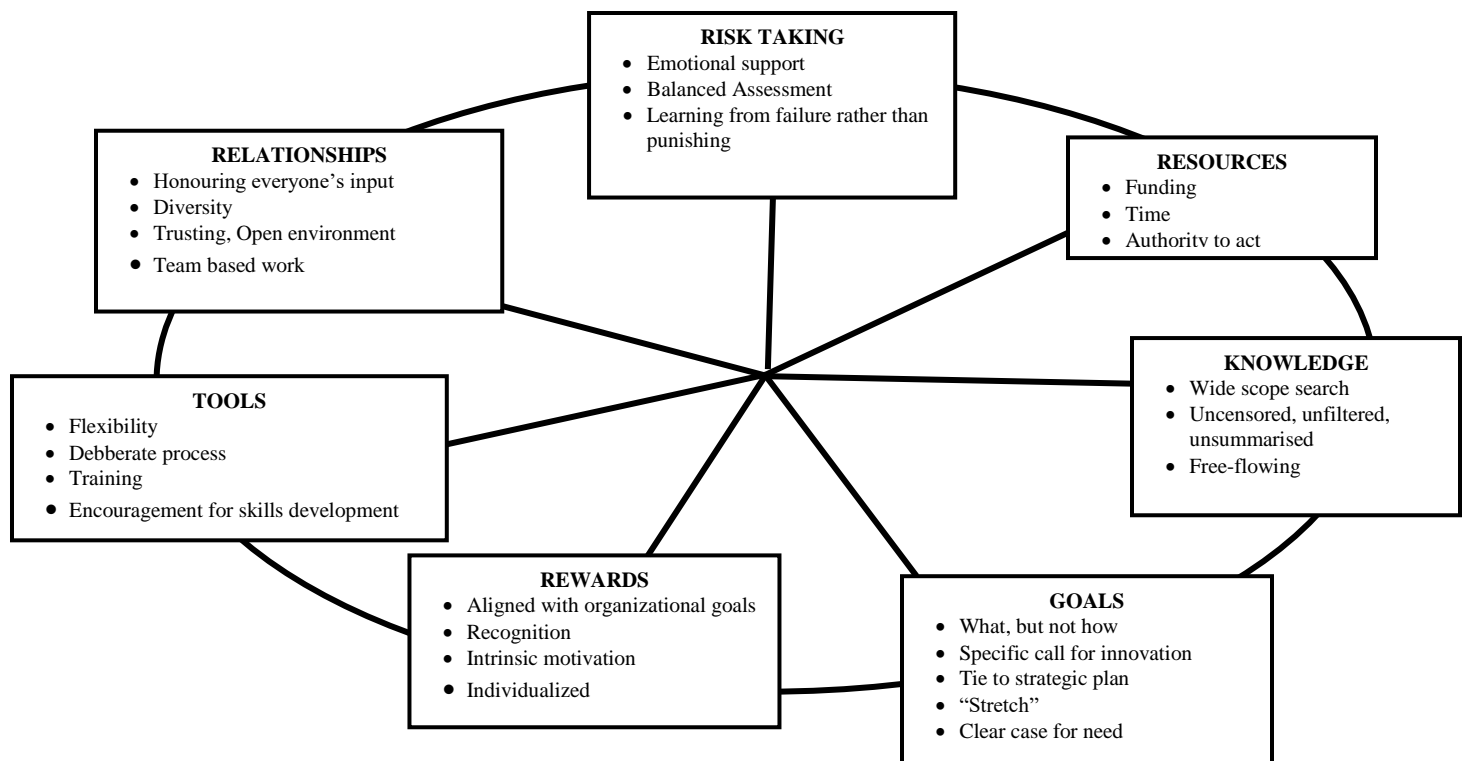 RISK TAKING
• Emotional support
• Balanced Assessment
• Learning from failure rather than
punishing
RELATIONSHIPS
• Honouring everyone’s input
• Diversity
• Trusting, Open environment
• Team based work
RESOURCES
• Funding
• Time
• Authority to act
KNOWLEDGE
• Wide scope search
• Uncensored, unfiltered,
unsummarised
• Free-flowing
TOOLS
• Flexibility
• Debberate process
• Training
• Encouragement for skills development
REWARDS
• Aligned with organizational goals
• Recognition
• Intrinsic motivation
• Individualized
GOALS
• What, but not how
• Specific call for innovation
• Tie to strategic plan
• “Stretch”
• Clear case for need